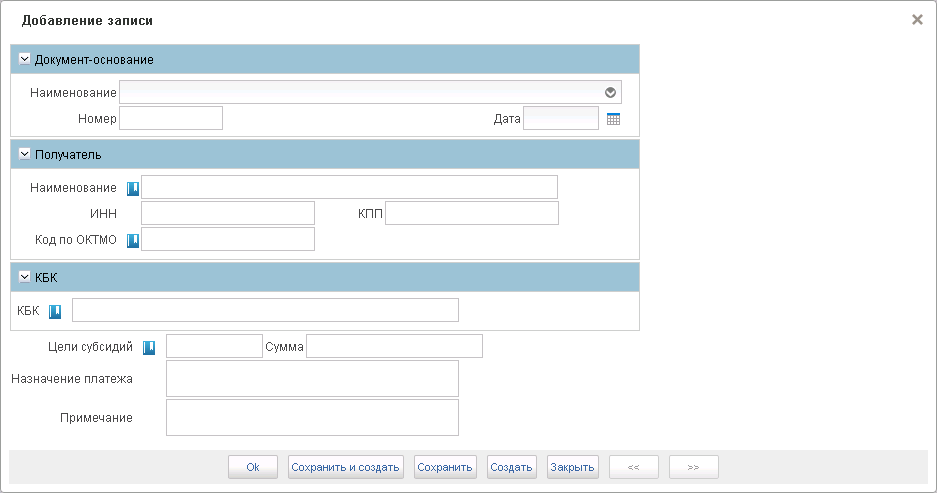 Добавление записи
Документ-основание
Наименование
Номер Дата
Получатель
Наименование
ИНН КПП
Код по ОКТМО
КБК
КБК
Цели субсидий Сумма
Назначение платежа
Примечание
Ok Сохранить и создать Сохранить Создать Закрыть << >>